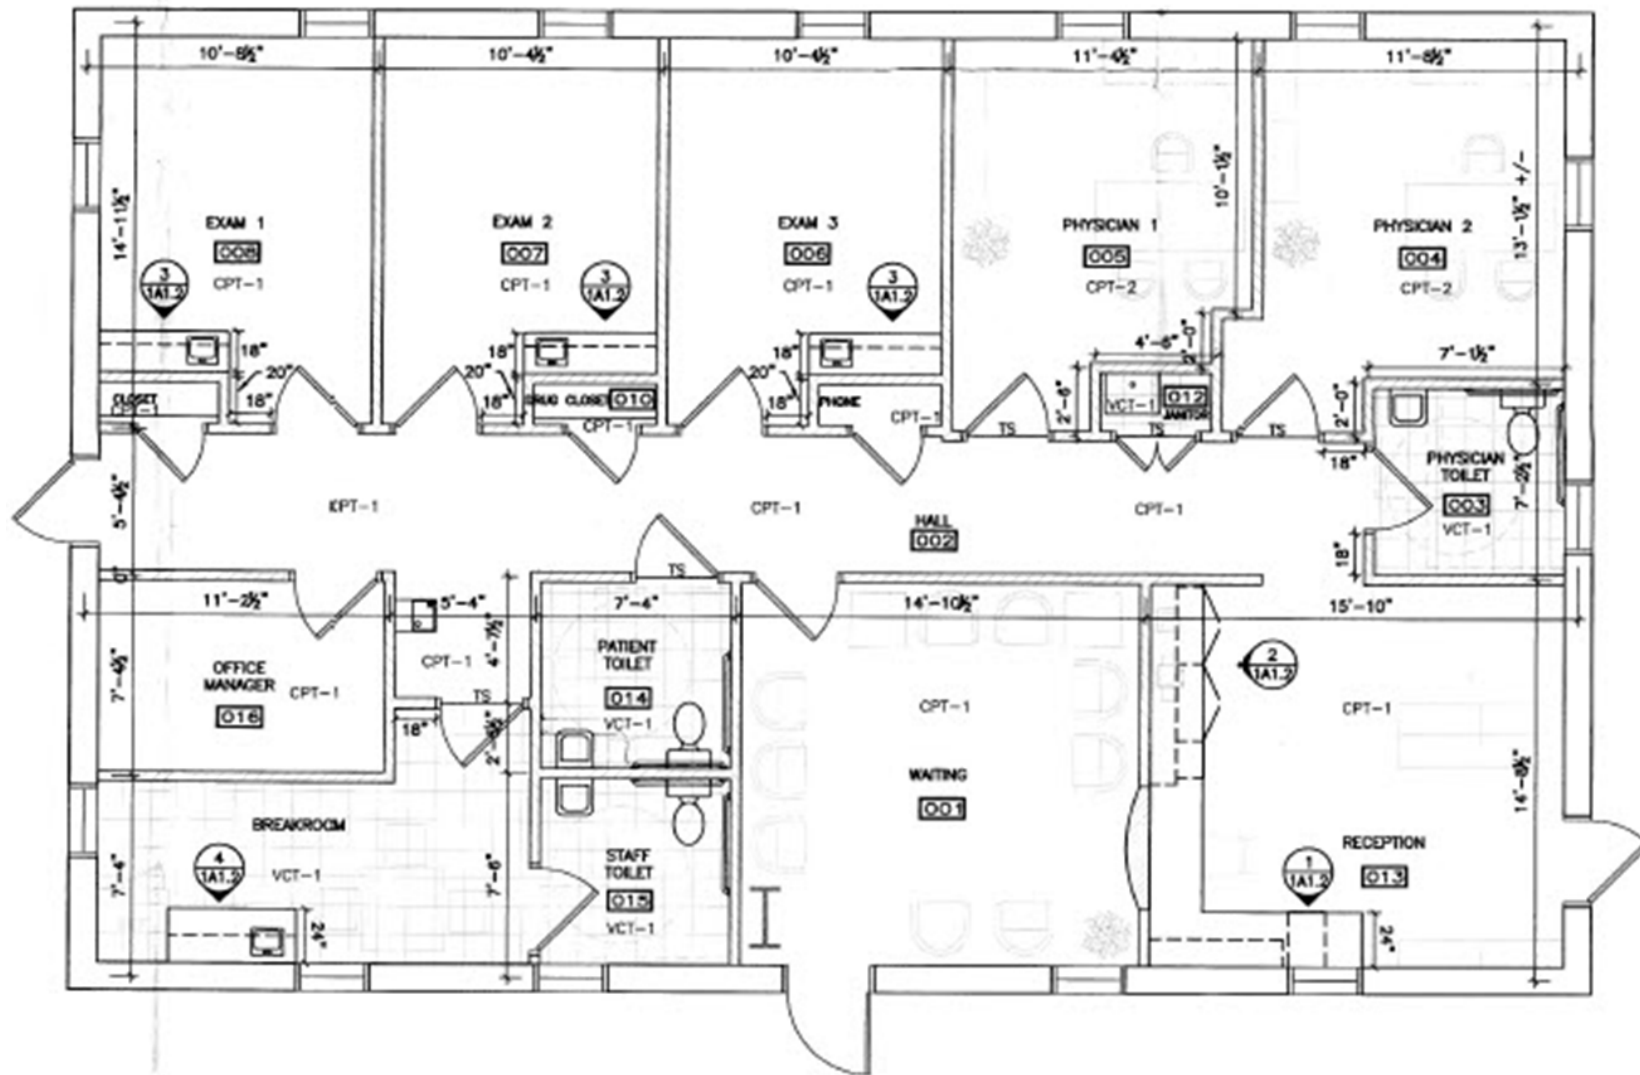 10'-8½"
10'-4½"
10'-4½"
11'-4½"
11'-8½"
14'-11½"
10'-1½"
13'-1½" +/-
EXAM 1
008
CPT-1
3
1A1.2
EXAM 2
007
CPT-1
3
1A1.2
EXAM 3
006
CPT-1
3
1A1.2
PHYSICIAN 1
005
CPT-2
PHYSICIAN 2
004
CPT-2
18"
20"
18"
18"
20"
18"
18"
20"
18"
4'-6"
2'-0"
2'-6"
7'-1½"
2'-0"
CLOSET
CPT-1
DRUG CLOSET 010
CPT-1
PHONE
CPT-1
VCT-1
012
JANITOR
TS
TS
TS
18"
PHYSICIAN
TOILET
003
VCT-1
7'-2½"
18"
5'-4½"
CPT-1
CPT-1
CPT-1
HALL
002
TS
11'-2½"
5'-4"
7'-4"
14'-10½"
15'-10"
7'-4½"
OFFICE
MANAGER
016
CPT-1
CPT-1
4'-7½"
TS
18"
PATIENT
TOILET
014
VCT-1
CPT-1
WAITING
001
2
1A1.2
CPT-1
14'-8½"
RECEPTION
013
1
1A1.2
24"
BREAKROOM
VCT-1
4
1A1.2
24"
7'-4"
7'-6"
STAFF
TOILET
015
VCT-1